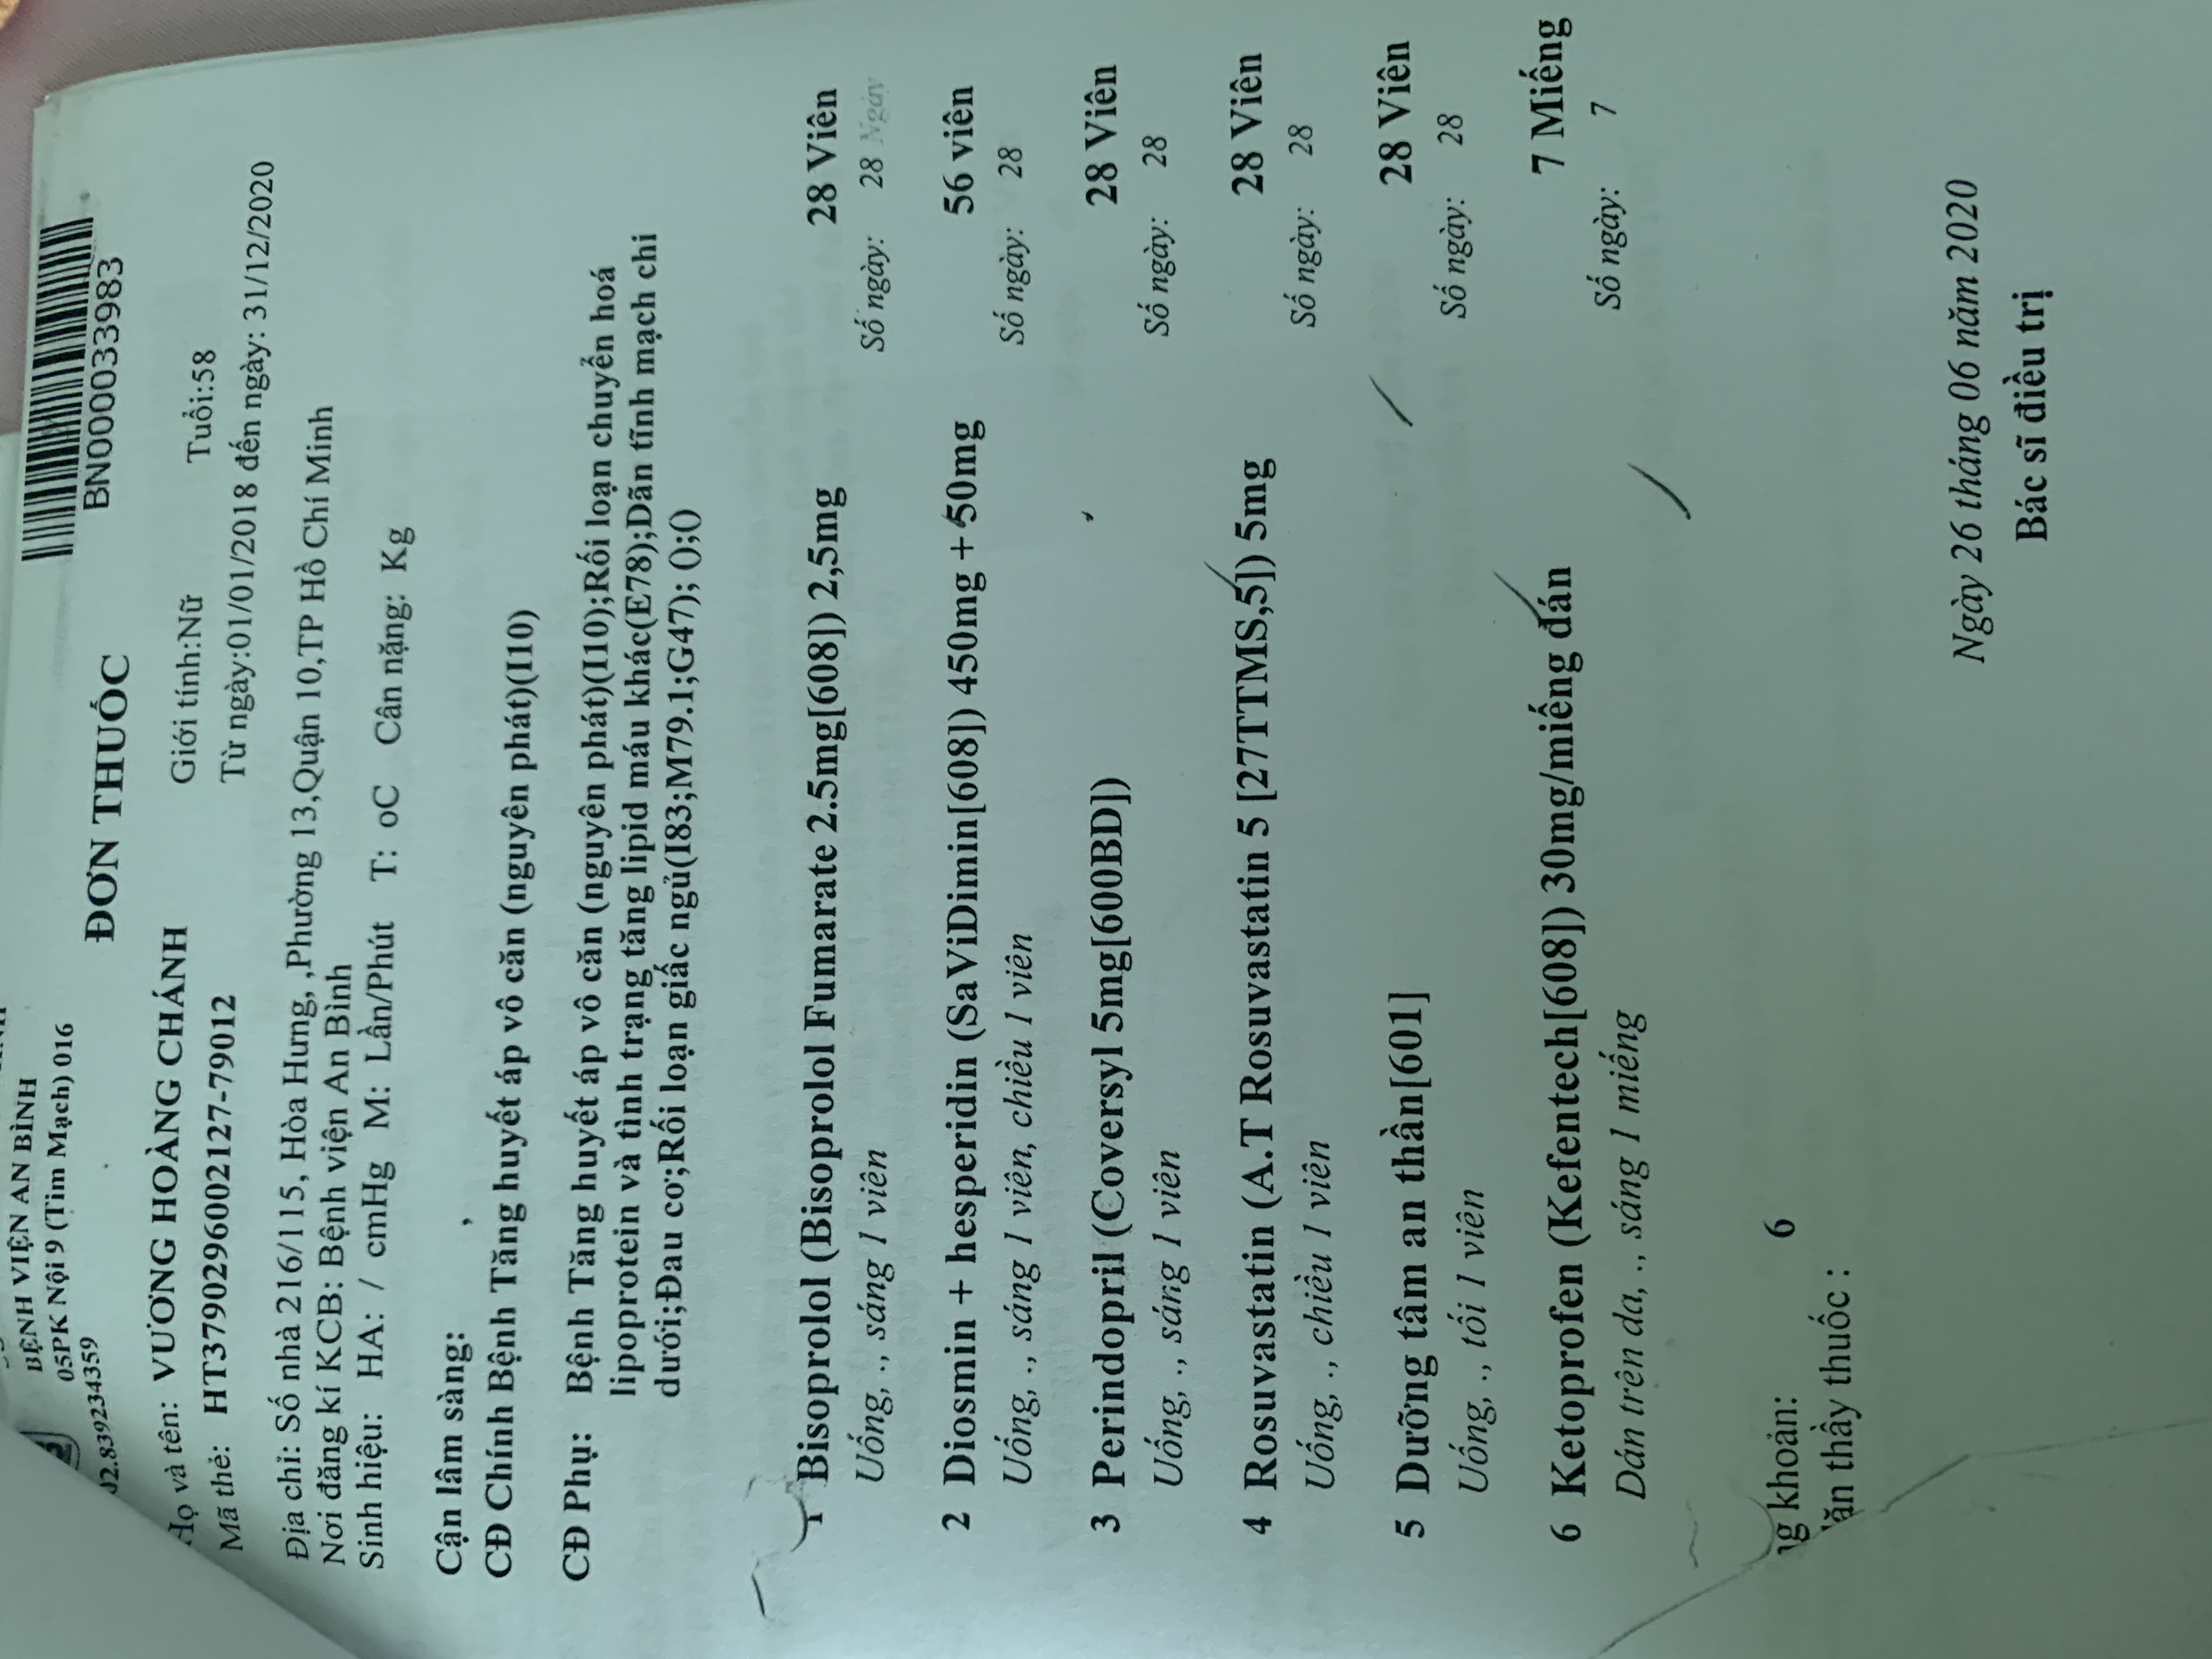 BỆNH VIỆN AN BÌNH
05PK Nội 9 (Tim Mạch) 016
02.839234359
ĐƠN THUỐC
BN000033983
Họ và tên: VƯƠNG HOÀNG CHÁNH Giới tính:Nữ Tuổi:58
Mã thẻ: HT3790296002127-79012 Từ ngày:01/01/2018 đến ngày: 31/12/2020
Địa chỉ: Số nhà 216/115, Hòa Hưng, ,Phường 13,Quận 10,TP Hồ Chí Minh
Nơi đăng kí KCB: Bệnh viện An Bình
Sinh hiệu: HA: / cmHg M: Lần/Phút T: oC Cân nặng: Kg
Cận lâm sàng: ,
CĐ Chính Bệnh Tăng huyết áp vô căn (nguyên phát)(I10)
CĐ Phụ: Bệnh Tăng huyết áp vô căn (nguyên phát)(I10);Rối loạn chuyển hoá
lipoprotein và tình trạng tăng lipid máu khác(E78);Dãn tĩnh mạch chi
dưới;Đau cơ;Rối loạn giấc ngủ(I83;M79.1;G47); ();()
1 Bisoprolol (Bisoprolol Fumarate 2.5mg[608]) 2,5mg 28 Viên
Uống, ., sáng 1 viên Số ngày: 28 Ngày
2 Diosmin + hesperidin (SaViDimin[608]) 450mg + 50mg 56 viên
Uống, ., sáng 1 viên, chiều 1 viên Số ngày: 28
3 Perindopril (Coversyl 5mg[600BD]) 28 Viên
Uống, ., sáng 1 viên Số ngày: 28
4 Rosuvastatin (A.T Rosuvastatin 5 [27TTMS,5]) 5mg 28 Viên
Uống, ., chiều 1 viên Số ngày: 28
5 Dưỡng tâm an thần[601] 28 Viên
Uống, ., tối 1 viên Số ngày: 28
6 Ketoprofen (Kefentech[608]) 30mg/miếng dán 7 Miếng
Dán trên da, ., sáng 1 miếng Số ngày: 7
ng khoản: 6
dặn thầy thuốc :
Ngày 26 tháng 06 năm 2020
Bác sĩ điều trị